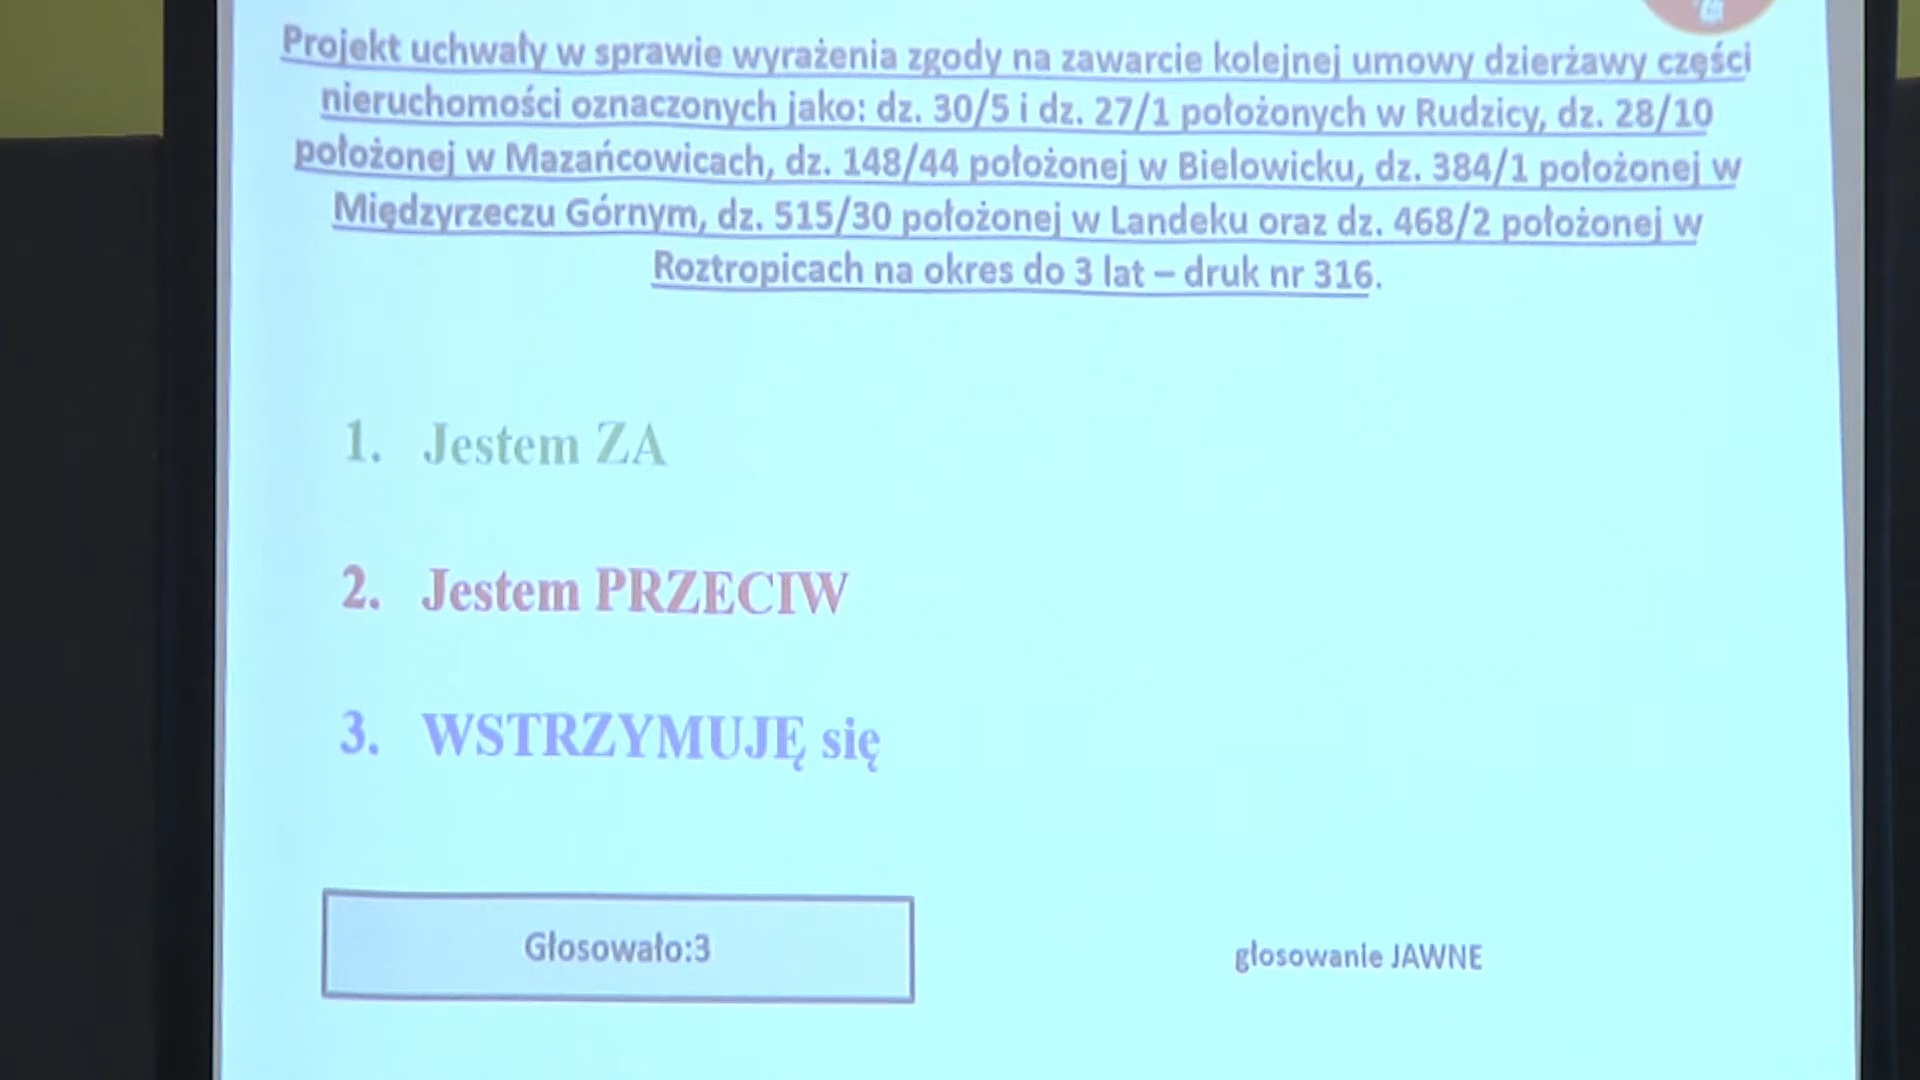 Projekt uchwały w sprawie wyrażenia zgody na zawarcie kolejnej umowy dzierżawy części
nieruchomości oznaczonych jako: dz. 30/5 i dz. 27/1 położonych w Rudzicy, dz. 28/10
położonej w Mazańcowicach, dz. 148/44 położonej w Bielowicku, dz. 384/1 położonej w
Międzyrzeczu Górnym, dz. 515/30 położonej w Landeku oraz dz. 468/2 położonej w
Roztropicach na okres do 3 lat – druk nr 316.
1. Jestem ZA
2. Jestem PRZECIW
3. WSTRZYMUJĘ się
Głosowało:3
głosowanie JAWNE